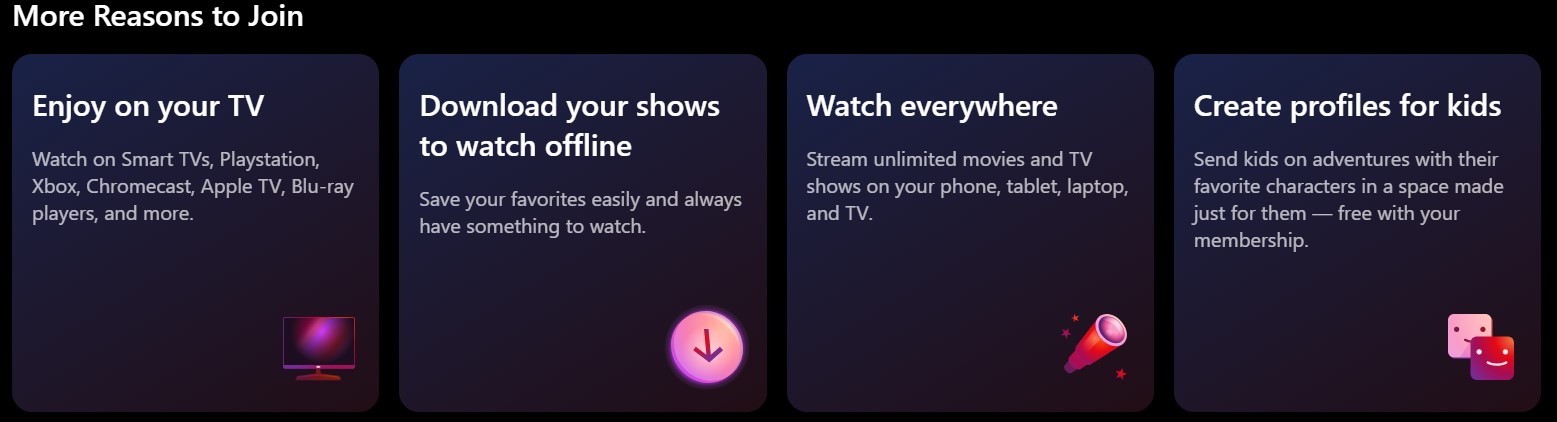 More Reasons to Join
Enjoy on your TV
Watch on Smart TVs, Playstation,
Xbox, Chromecast, Apple TV, Blu-ray
players, and more.
Download your shows
to watch offline
Save your favorites easily and always
have something to watch.
Watch everywhere
Stream unlimited movies and TV
shows on your phone, tablet, laptop,
and TV.
Create profiles for kids
Send kids on adventures with their
favorite characters in a space made
just for them — free with your
membership.